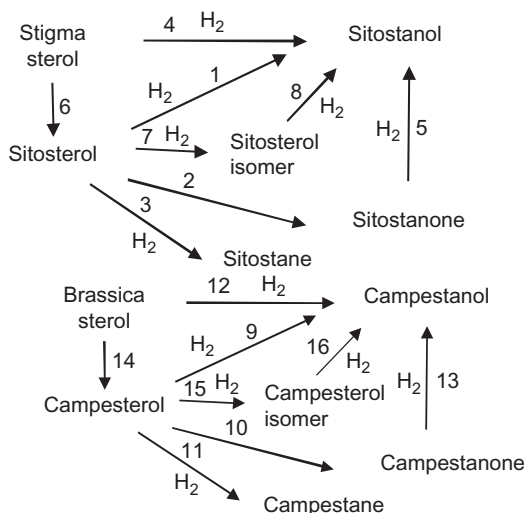 Stigma
sterol
4 H₂
Sitostanol
6
H₂ 1
8 H₂
H₂ 5
Sitosterol
7 H₂
Sitosterol
isomer
2
3
H₂
Sitostanone
Sitostane
Brassica
sterol
12 H₂
Campestanol
14
H₂ 9
16 H₂
H₂ 13
Campesterol
15 H₂
Campesterol
isomer
10
11
H₂
Campestanone
Campestane